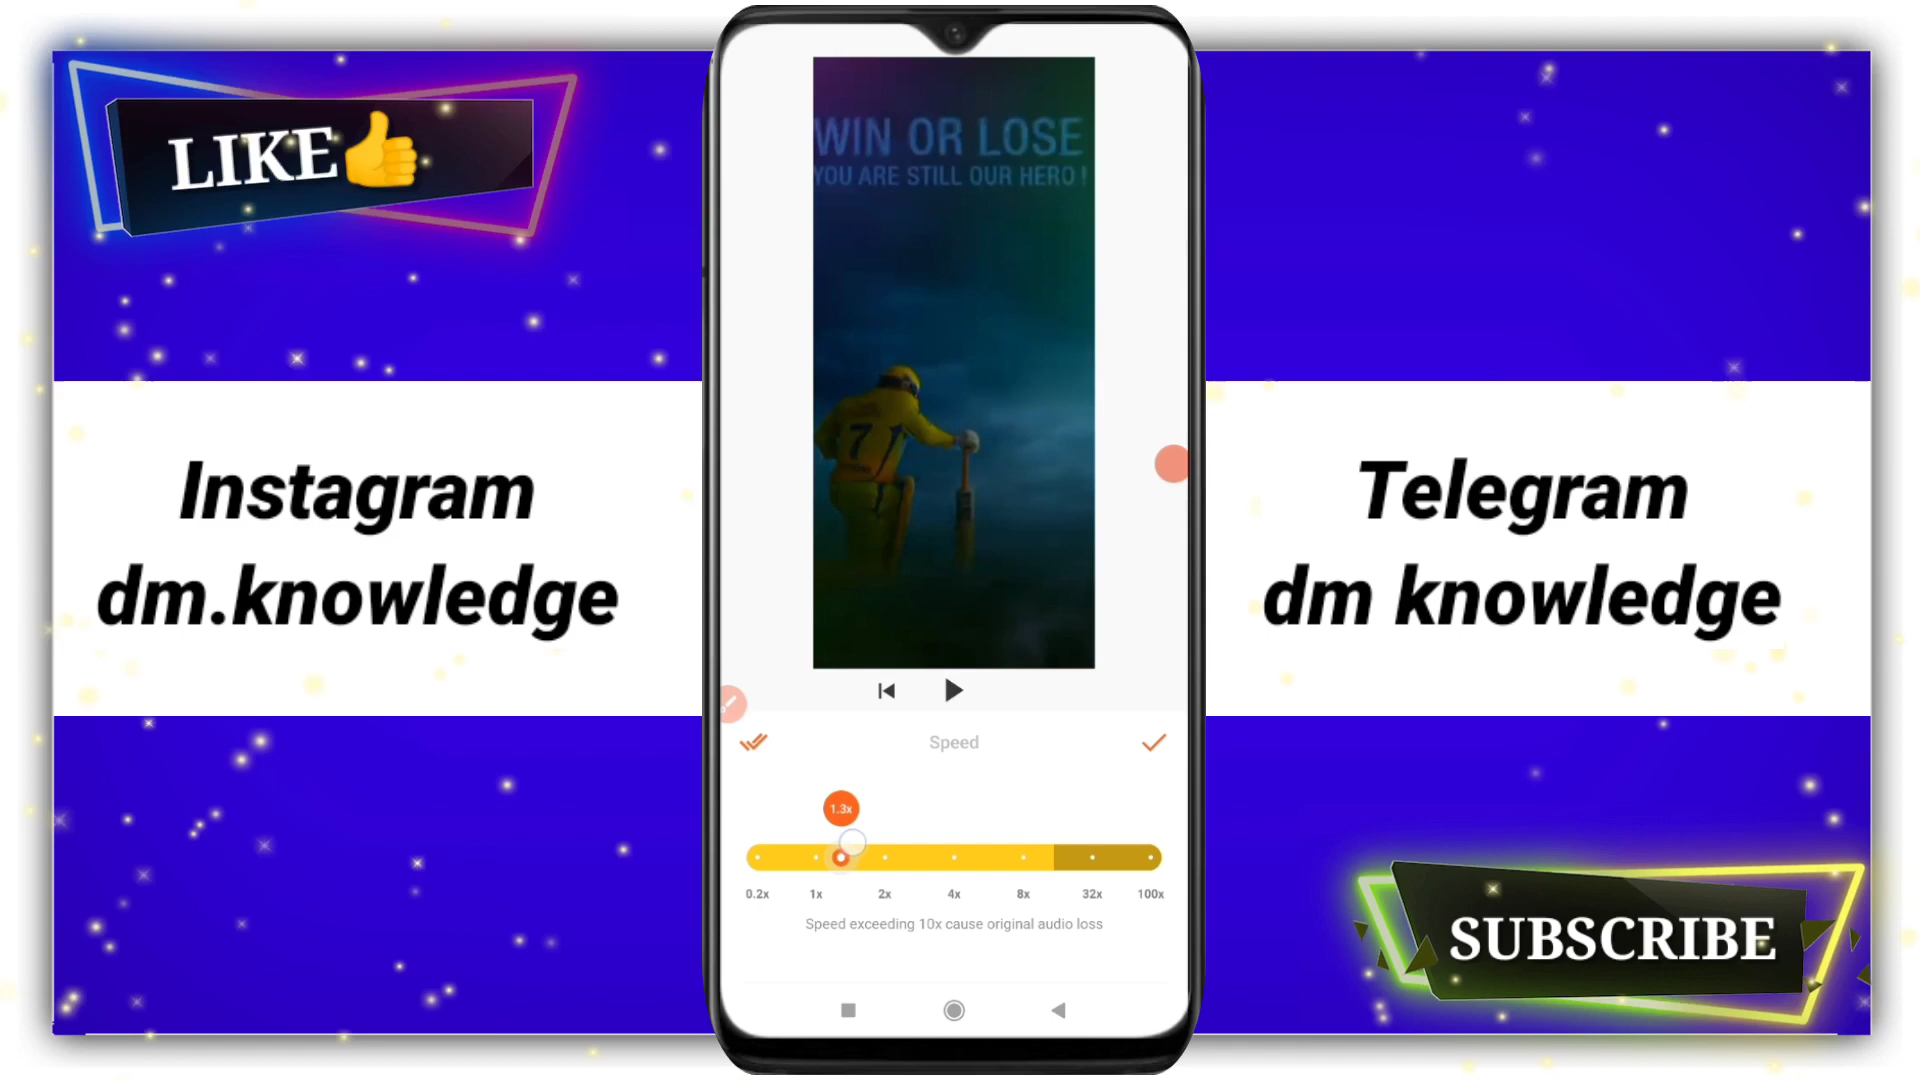 LIKE👍
WIN OR LOSE
YOU ARE STILL OUR HERO !
7
Instagram
dm.knowledge
Telegram
dm knowledge
Speed
1.3x
0.2x 1x 2x 4x 8x 32x 100x
Speed exceeding 10x cause original audio loss
SUBSCRIBE